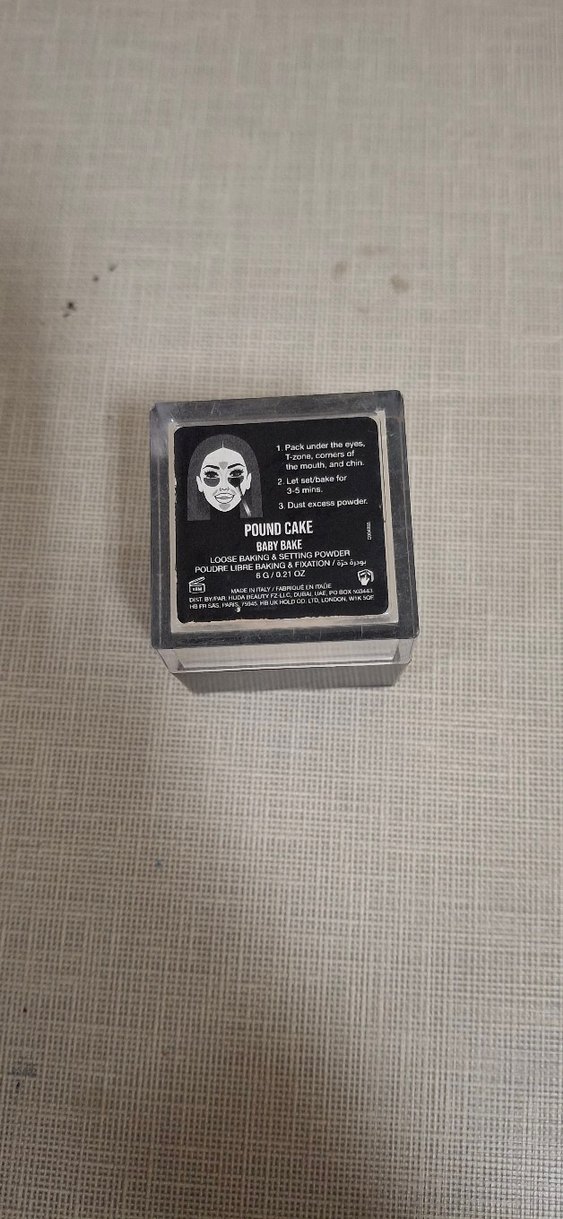 1. Pack under the eyes,
T-zone, corners of
the mouth, and chin.
2. Let set/bake for
3-5 mins.
3. Dust excess powder.
POUND CAKE
BABY BAKE
LOOSE BAKING & SETTING POWDER
POUDRE LIBRE BAKING & FIXATION / بودرة حرّة
6 G / 0.21 OZ
MADE IN ITALY / FABRIQUÉ EN ITALIE
DIST. BY/PAR. HUDA BEAUTY FZ-LLC, DUBAI, UAE, PO BOX 503443.
HB FR SAS, PARIS, 75945. HB UK HOLD CO. LTD, LONDON, W1K 5QF.